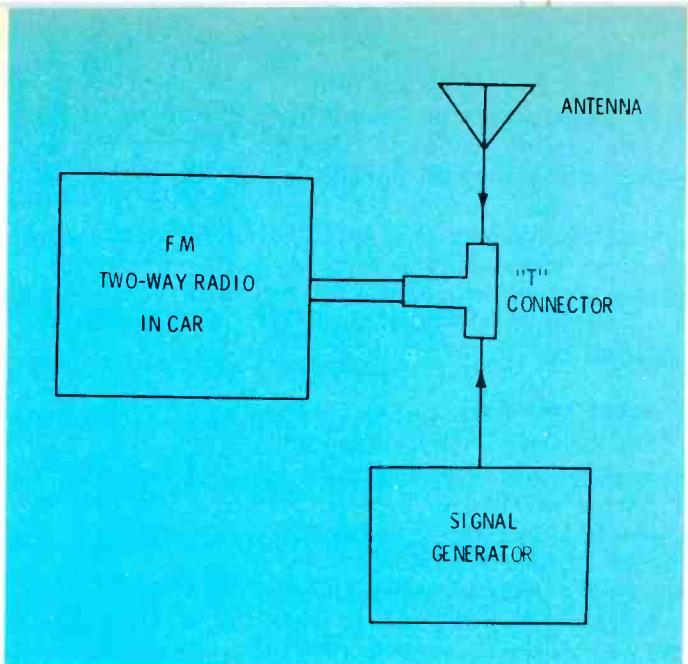 ANTENNA
FM
TWO-WAY RADIO
IN CAR
"T"
CONNECTOR
SIGNAL
GENERATOR